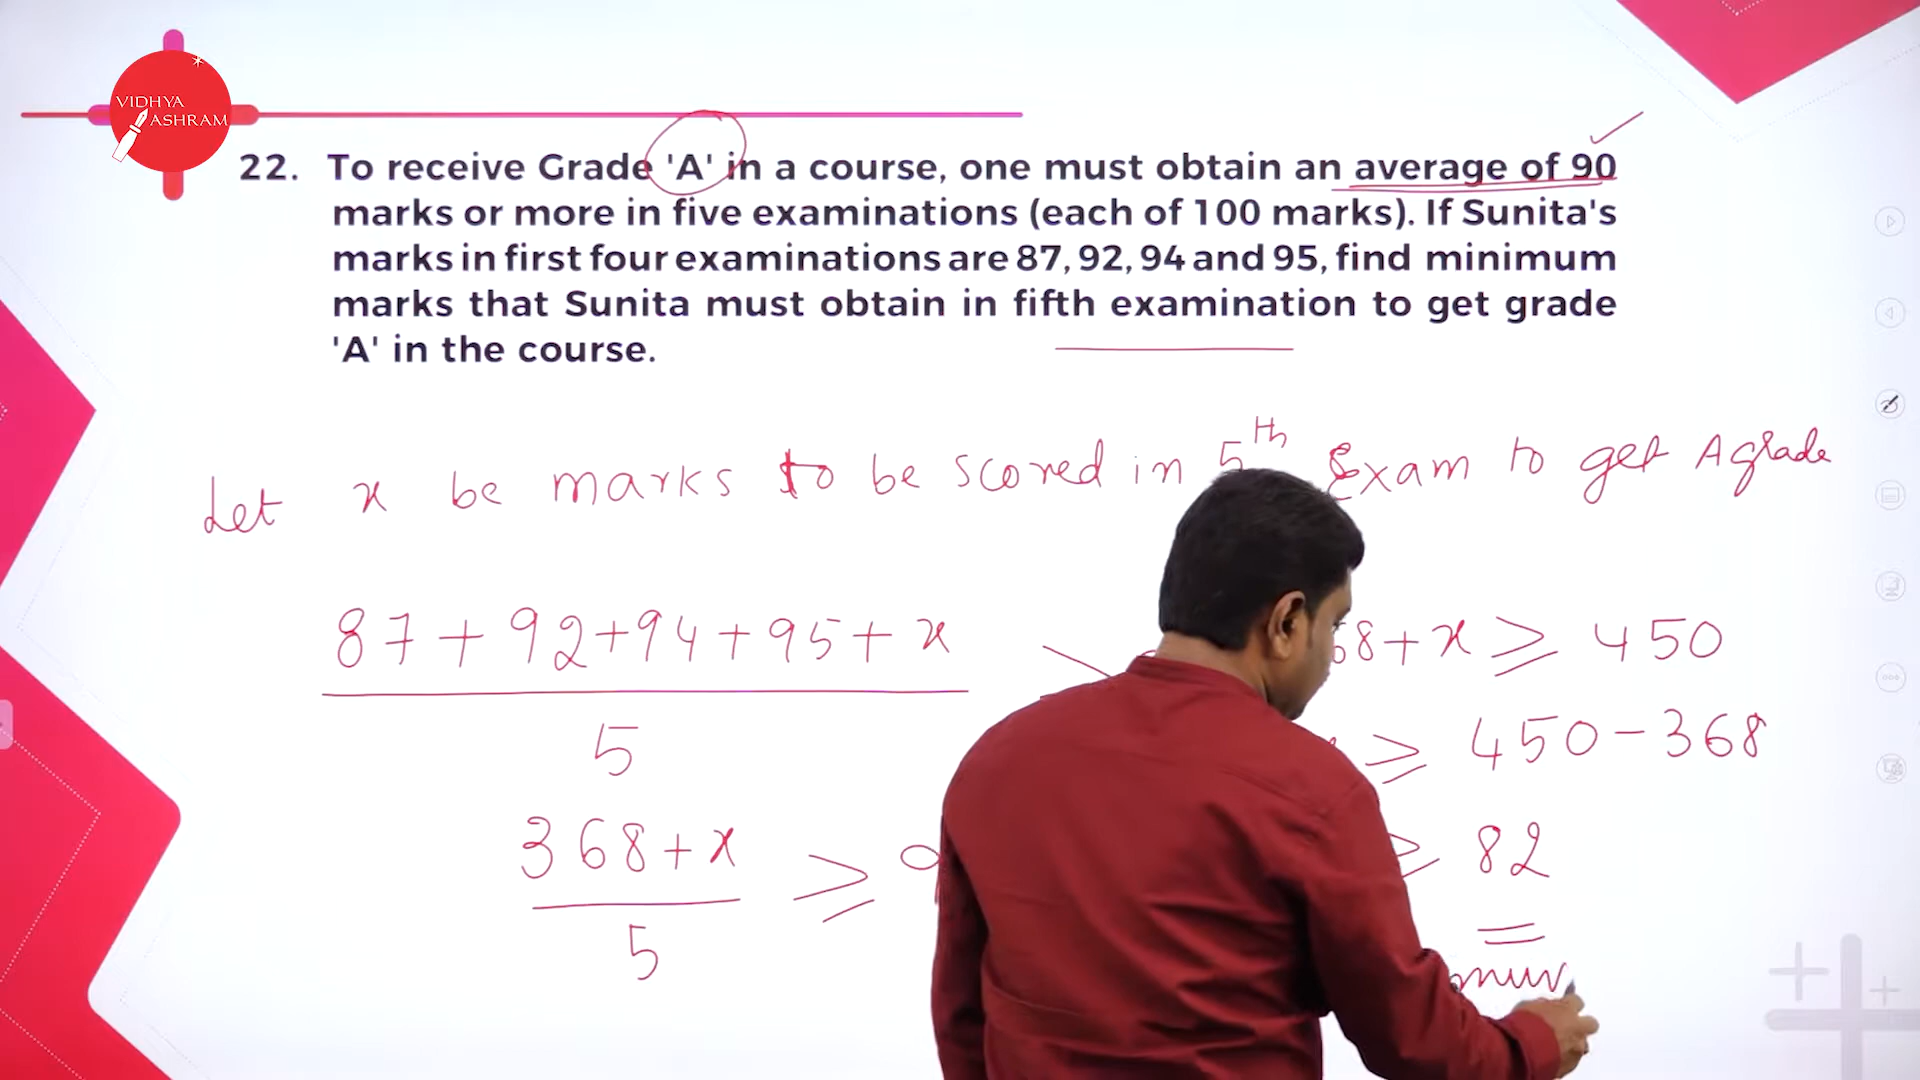 VIDHYA
ASHRAM
22. To receive Grade 'A' in a course, one must obtain an average of 90
marks or more in five examinations (each of 100 marks). If Sunita's
marks in first four examinations are 87, 92, 94 and 95, find minimum
marks that Sunita must obtain in fifth examination to get grade
'A' in the course.
Let x be marks to be scored in 5th Exam to get A grade
87 + 92 + 94 + 95 + x
5
368 + x ≥ 9
5
68 + x ≥ 450
≥ 450 - 368
≥ 82